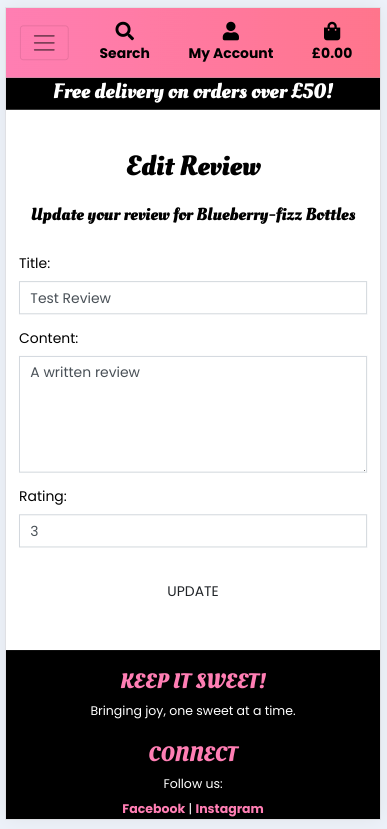 Search
My Account
£0.00
Free delivery on orders over £50!
Edit Review
Update your review for Blueberry-fizz Bottles
Title:
Test Review
Content:
A written review
Rating:
3
UPDATE
KEEP IT SWEET!
Bringing joy, one sweet at a time.
CONNECT
Follow us:
Facebook | Instagram